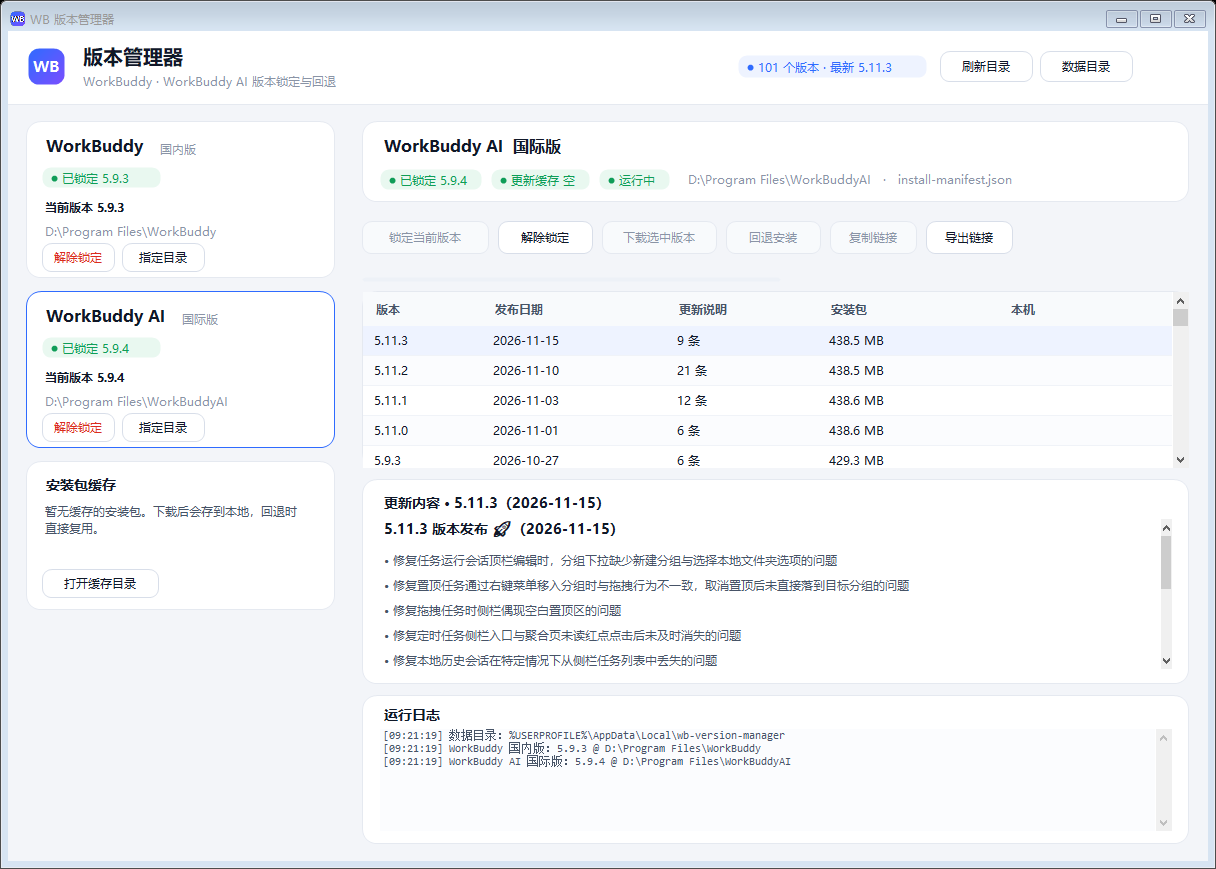 WB 版本管理器
WB
版本管理器
WorkBuddy · WorkBuddy AI 版本锁定与回退
● 101 个版本 · 最新 5.11.3
刷新目录
数据目录
WorkBuddy 国内版
● 已锁定 5.9.3
当前版本 5.9.3
D:\Program Files\WorkBuddy
解除锁定 指定目录
WorkBuddy AI 国际版
● 已锁定 5.9.4
当前版本 5.9.4
D:\Program Files\WorkBuddyAI
解除锁定 指定目录
安装包缓存
暂无缓存的安装包。下载后会存到本地，回退时
直接复用。
打开缓存目录
WorkBuddy AI 国际版
● 已锁定 5.9.4 ● 更新缓存 空 ● 运行中 D:\Program Files\WorkBuddyAI · install-manifest.json
锁定当前版本 解除锁定 下载选中版本 回退安装 复制链接 导出链接
版本 发布日期 更新说明 安装包 本机
5.11.3 2026-11-15 9 条 438.5 MB
5.11.2 2026-11-10 21 条 438.5 MB
5.11.1 2026-11-03 12 条 438.6 MB
5.11.0 2026-11-01 6 条 438.6 MB
5.9.3 2026-10-27 6 条 429.3 MB
更新内容 • 5.11.3（2026-11-15）
5.11.3 版本发布 🚀（2026-11-15）
• 修复任务运行会话顶栏编辑时，分组下拉缺少新建分组与选择本地文件夹选项的问题
• 修复置顶任务通过右键菜单移入分组时与拖拽行为不一致，取消置顶后未直接落到目标分组的问题
• 修复拖拽任务时侧栏偶现空白置顶区的问题
• 修复定时任务侧栏入口与聚合页未读红点点击后未及时消失的问题
• 修复本地历史会话在特定情况下从侧栏任务列表中丢失的问题
运行日志
[09:21:19] 数据目录: %USERPROFILE%\AppData\Local\wb-version-manager
[09:21:19] WorkBuddy 国内版: 5.9.3 @ D:\Program Files\WorkBuddy
[09:21:19] WorkBuddy AI 国际版: 5.9.4 @ D:\Program Files\WorkBuddyAI